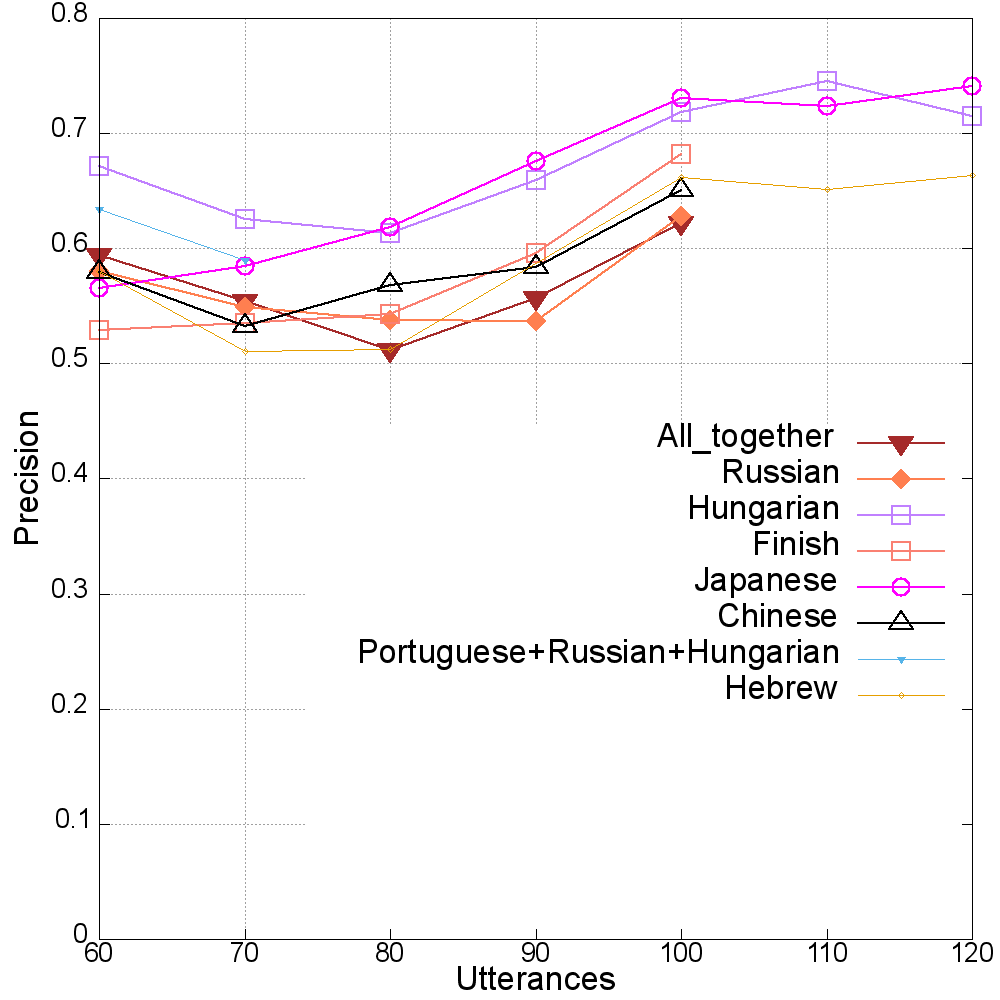 0.8
0.7
0.6
0.5
0.4
0.3
0.2
0.1
0
Precision
60 70 80 90 100 110 120
Utterances
All_together
Russian
Hungarian
Finish
Japanese
Chinese
Portuguese+Russian+Hungarian
Hebrew